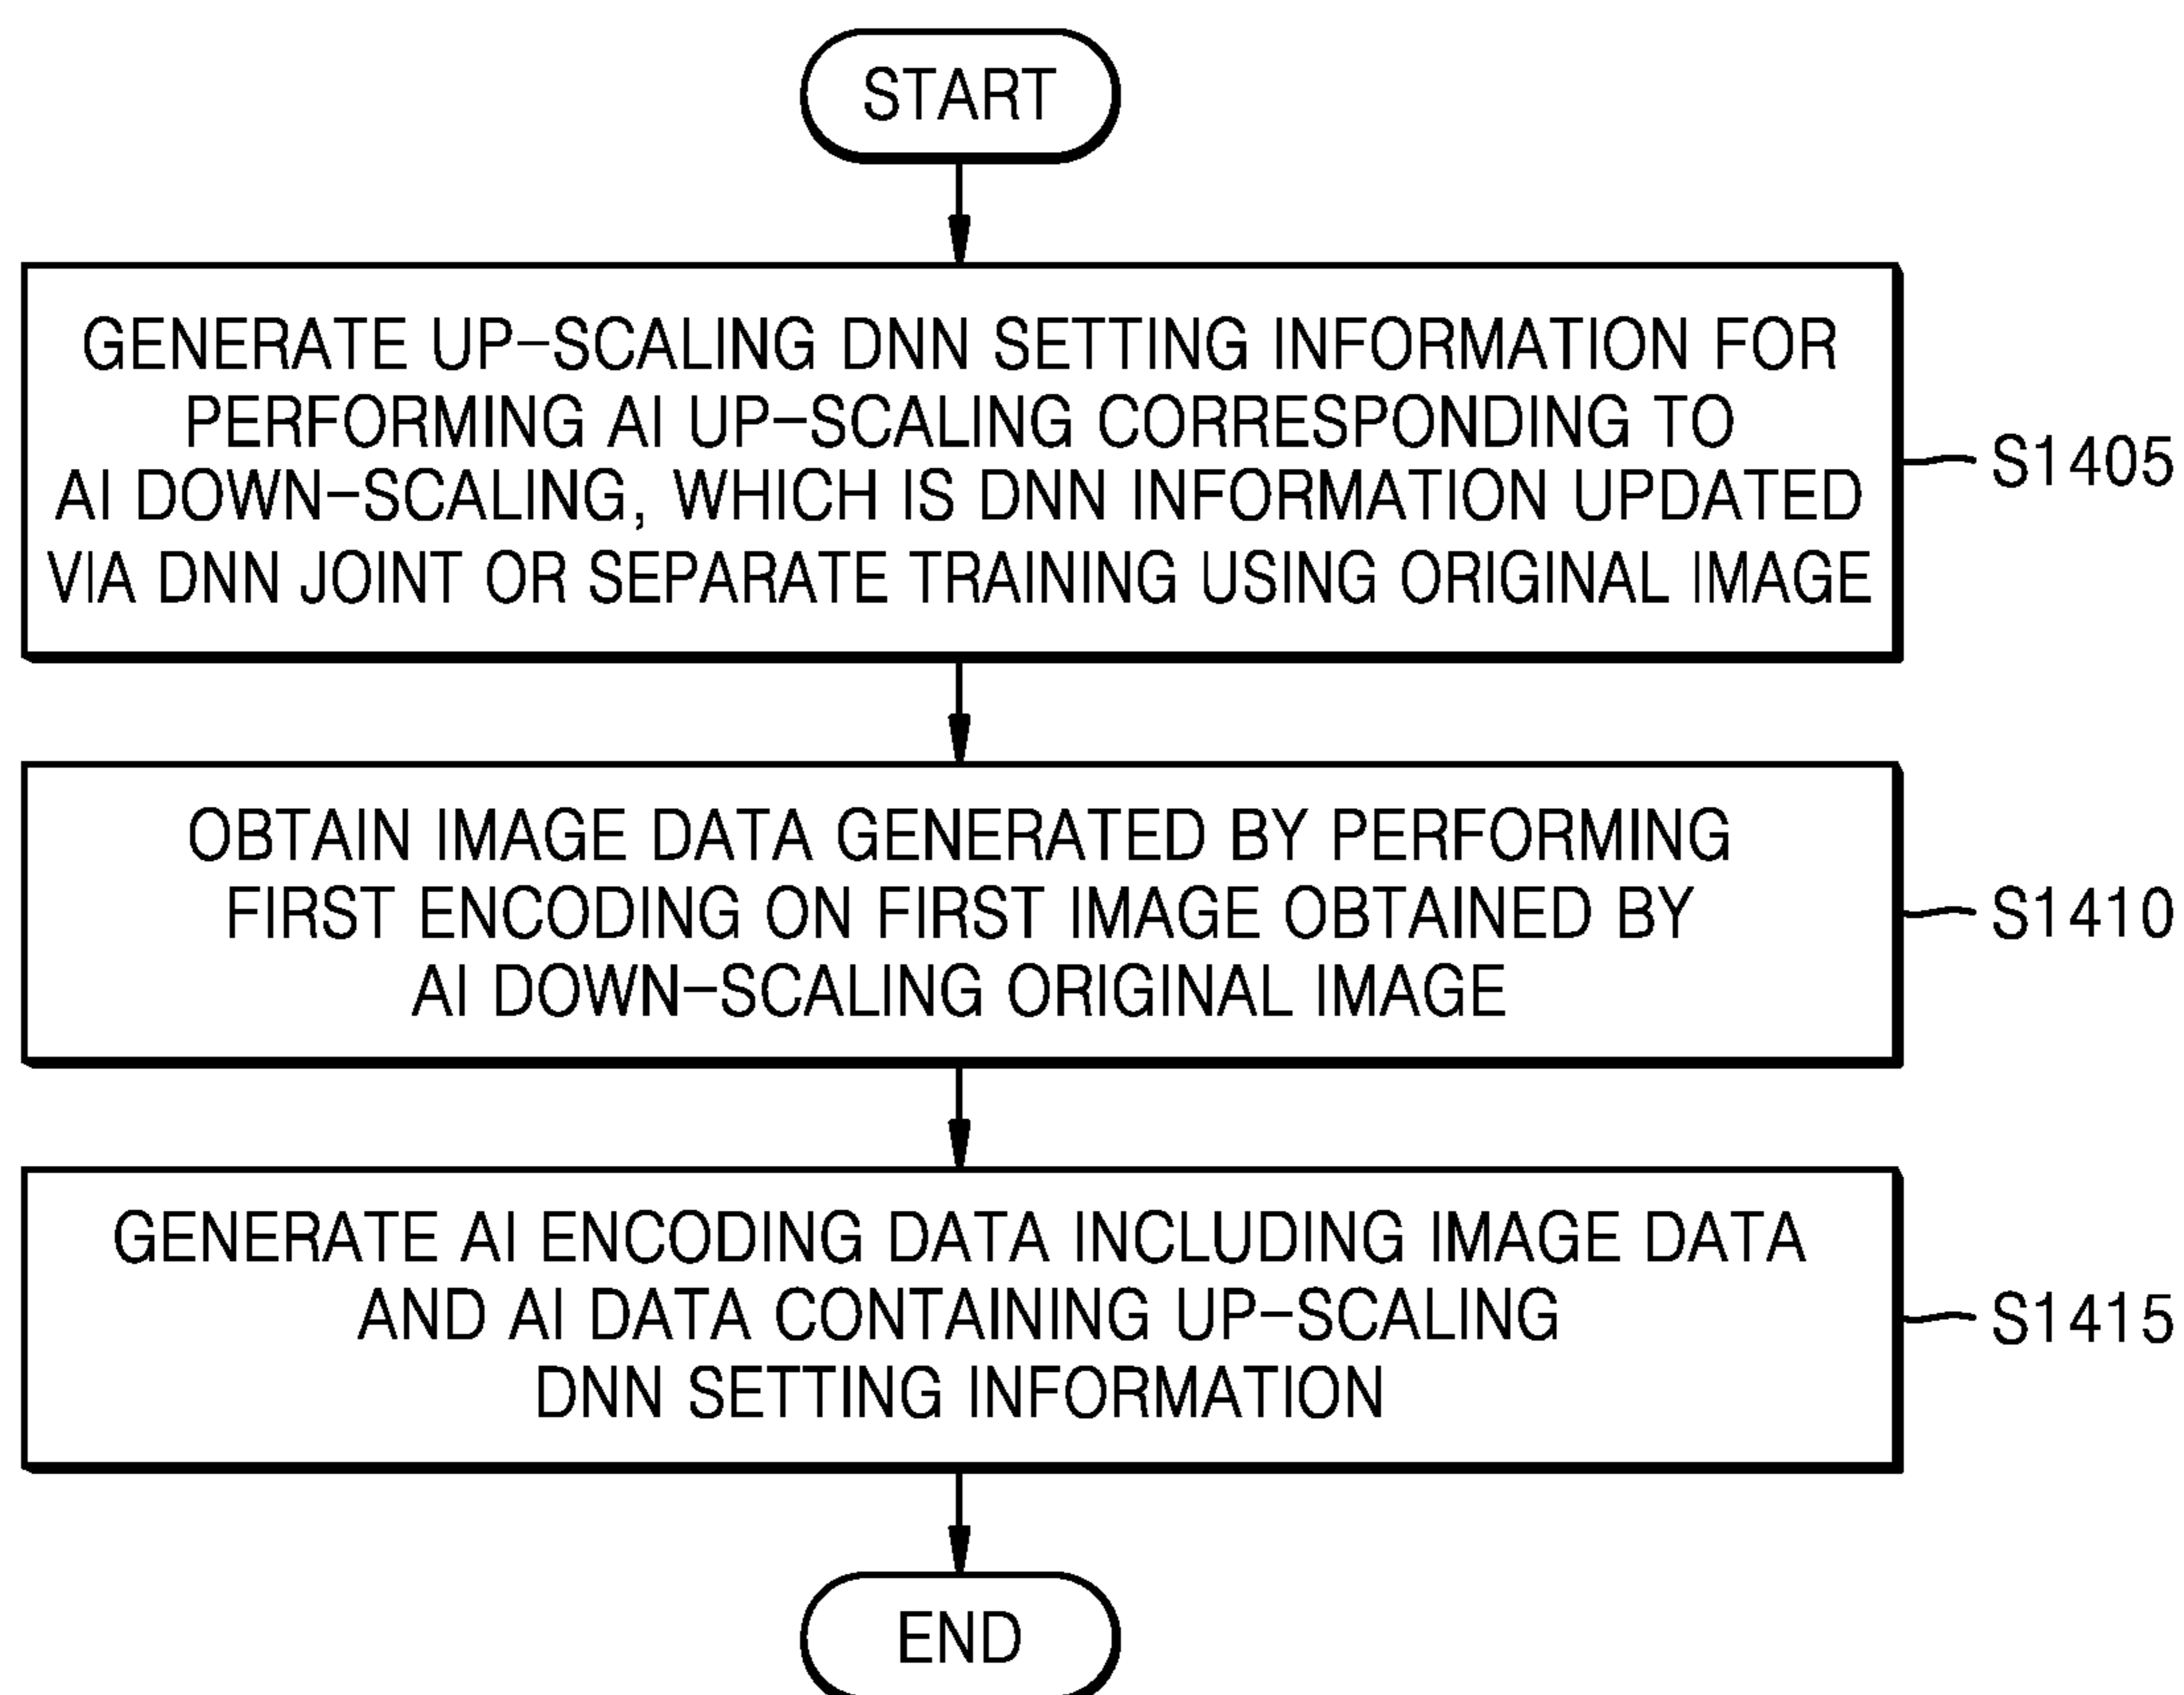 START
GENERATE UP-SCALING DNN SETTING INFORMATION FOR
PERFORMING AI UP-SCALING CORRESPONDING TO
AI DOWN-SCALING, WHICH IS DNN INFORMATION UPDATED
VIA DNN JOINT OR SEPARATE TRAINING USING ORIGINAL IMAGE
S1405
OBTAIN IMAGE DATA GENERATED BY PERFORMING
FIRST ENCODING ON FIRST IMAGE OBTAINED BY
AI DOWN-SCALING ORIGINAL IMAGE
S1410
GENERATE AI ENCODING DATA INCLUDING IMAGE DATA
AND AI DATA CONTAINING UP-SCALING
DNN SETTING INFORMATION
S1415
END